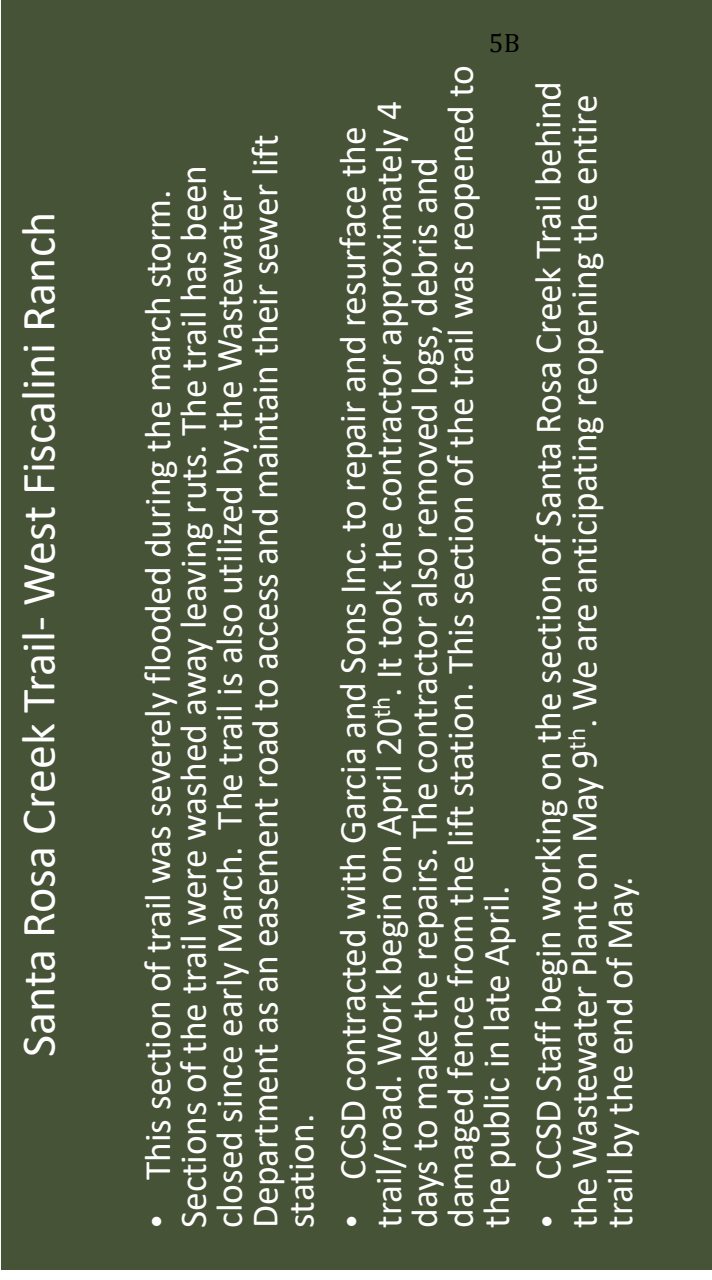 Santa Rosa Creek Trail- West Fiscalini Ranch
• This section of trail was severely flooded during the march storm.
Sections of the trail were washed away leaving ruts. The trail has been
closed since early March. The trail is also utilized by the Wastewater
Department as an easement road to access and maintain their sewer lift
station.
• CCSD contracted with Garcia and Sons Inc. to repair and resurface the
trail/road. Work begin on April 20th. It took the contractor approximately 4
days to make the repairs. The contractor also removed logs, debris and
damaged fence from the lift station. This section of the trail was reopened to
the public in late April.
• CCSD Staff begin working on the section of Santa Rosa Creek Trail behind
the Wastewater Plant on May 9th. We are anticipating reopening the entire
trail by the end of May.
5B